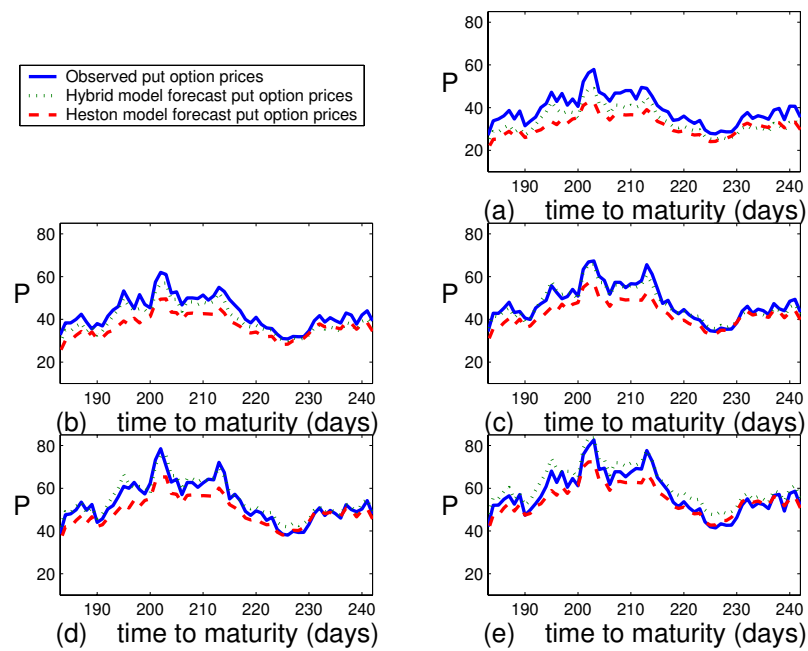 Observed put option prices
Hybrid model forecast put option prices
Heston model forecast put option prices
80
60
40
20
P
190 200 210 220 230 240
(a) time to maturity (days)
80
60
40
20
P
190 200 210 220 230 240
(b) time to maturity (days)
80
60
40
20
P
190 200 210 220 230 240
(c) time to maturity (days)
80
60
40
20
P
190 200 210 220 230 240
(d) time to maturity (days)
80
60
40
20
P
190 200 210 220 230 240
(e) time to maturity (days)